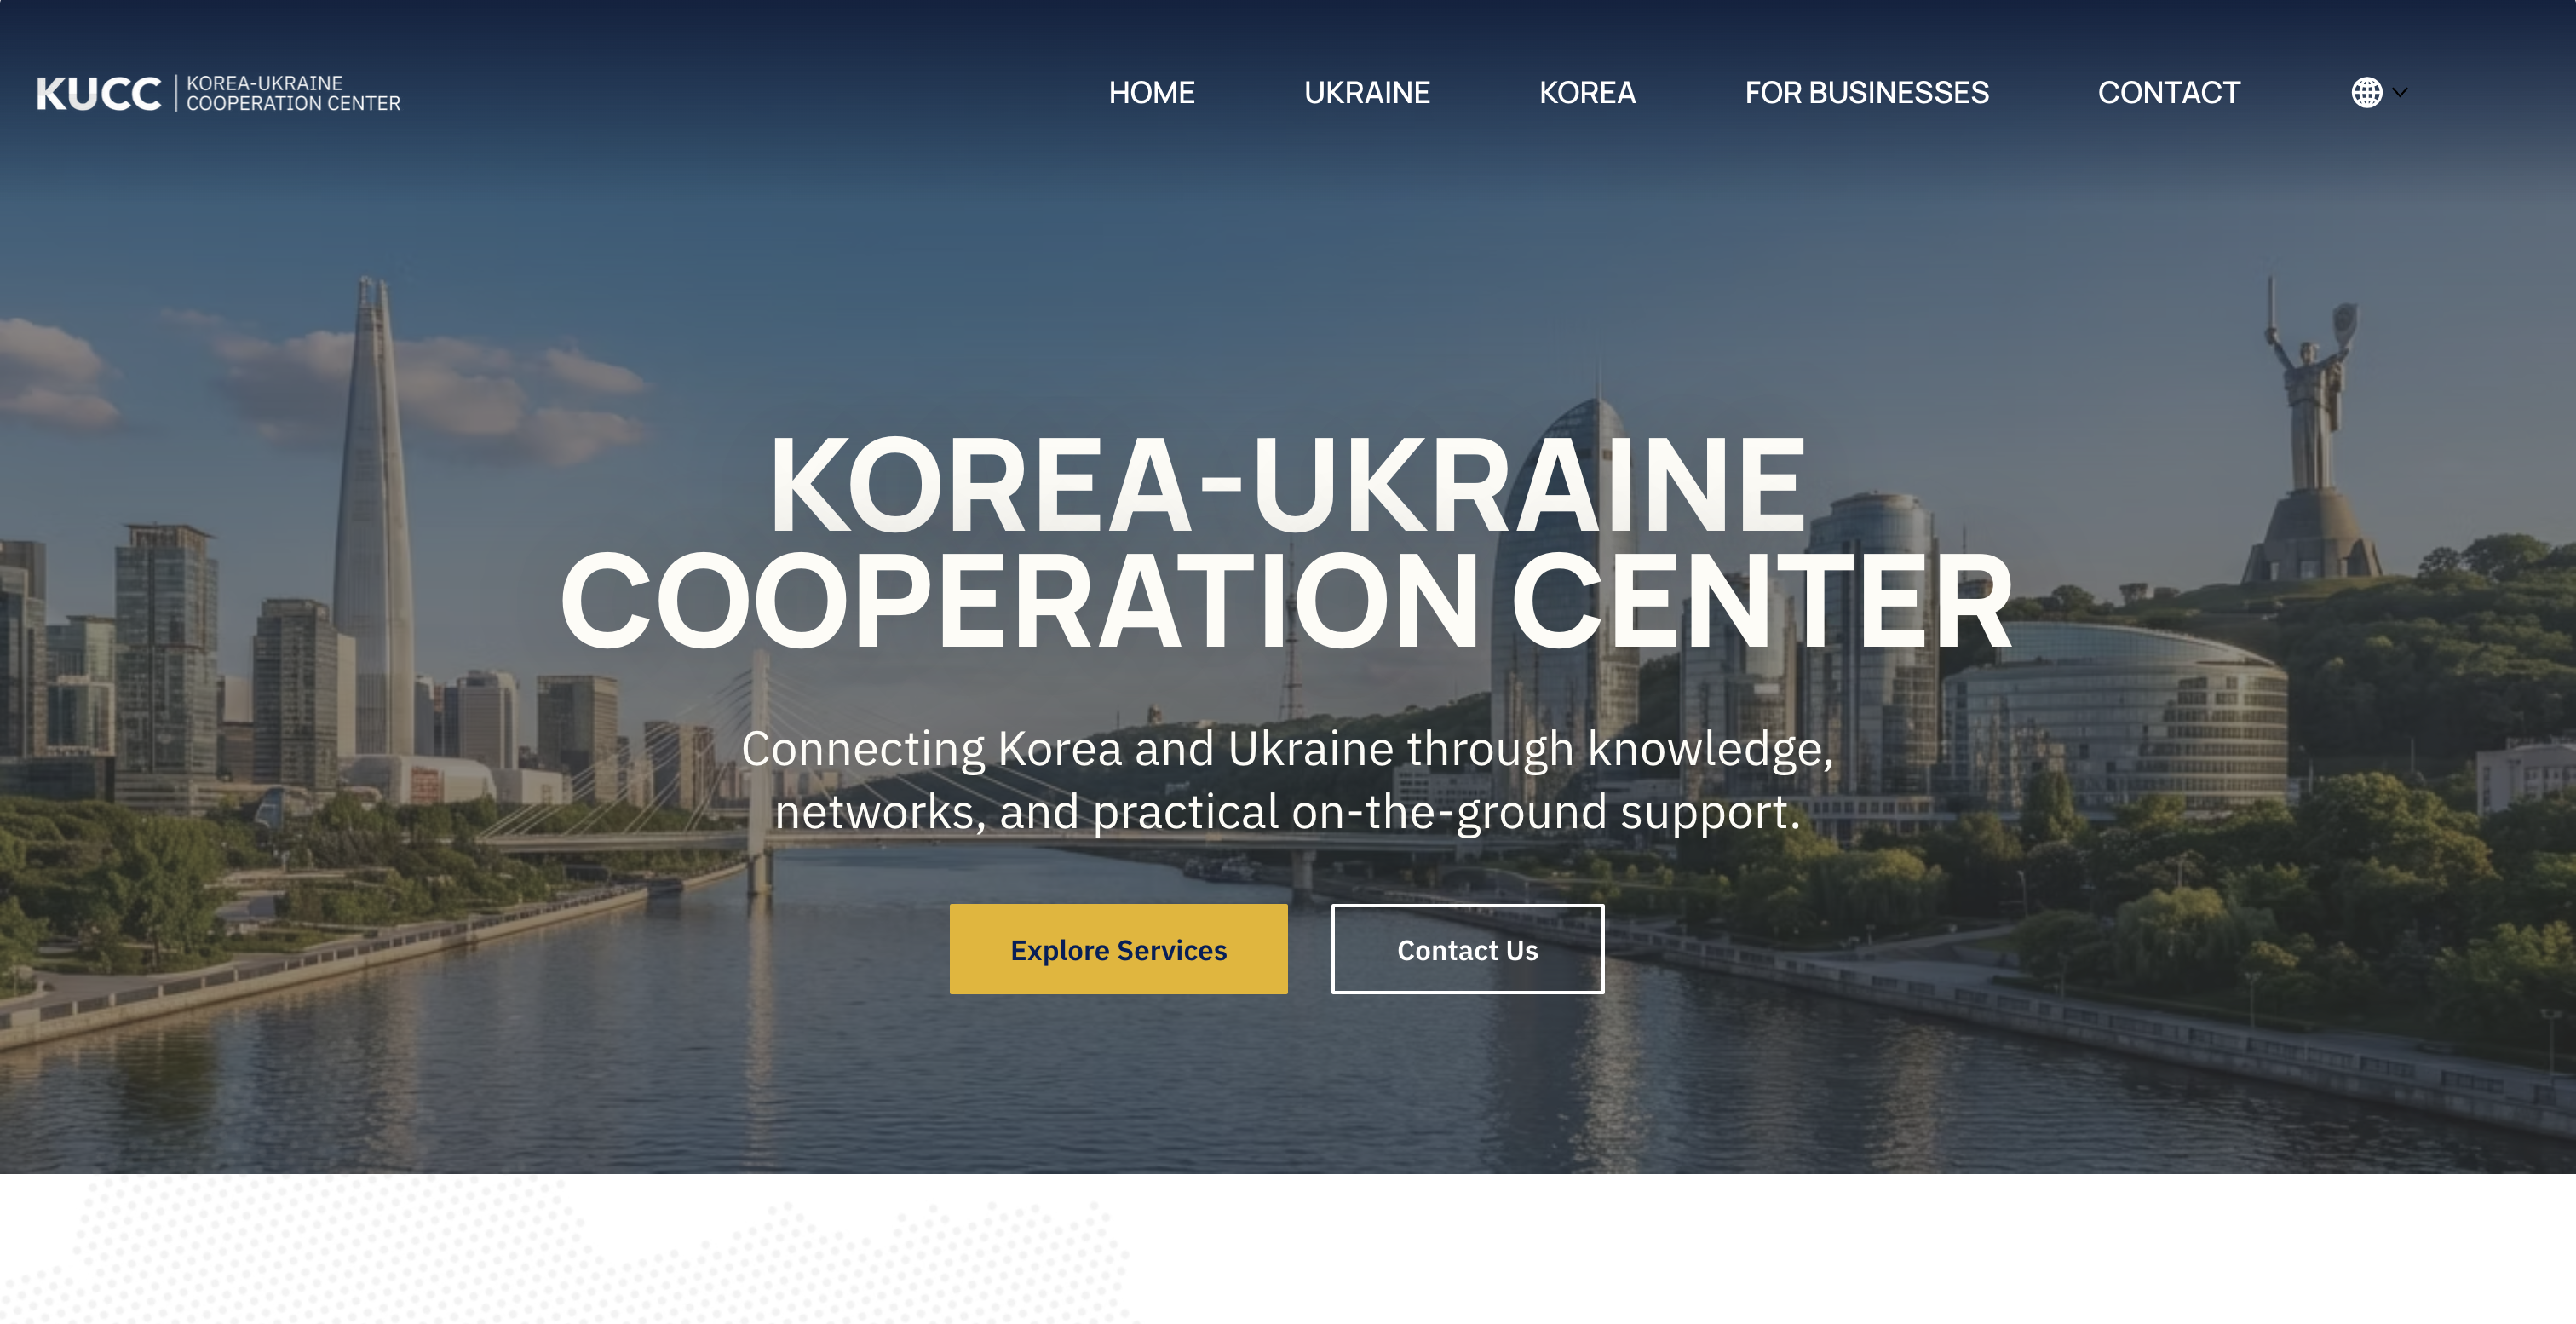 KUCC
KOREA-UKRAINE
COOPERATION CENTER
HOME
UKRAINE
KOREA
FOR BUSINESSES
CONTACT
KOREA-UKRAINE
COOPERATION CENTER
Connecting Korea and Ukraine through knowledge,
networks, and practical on-the-ground support.
Explore Services
Contact Us